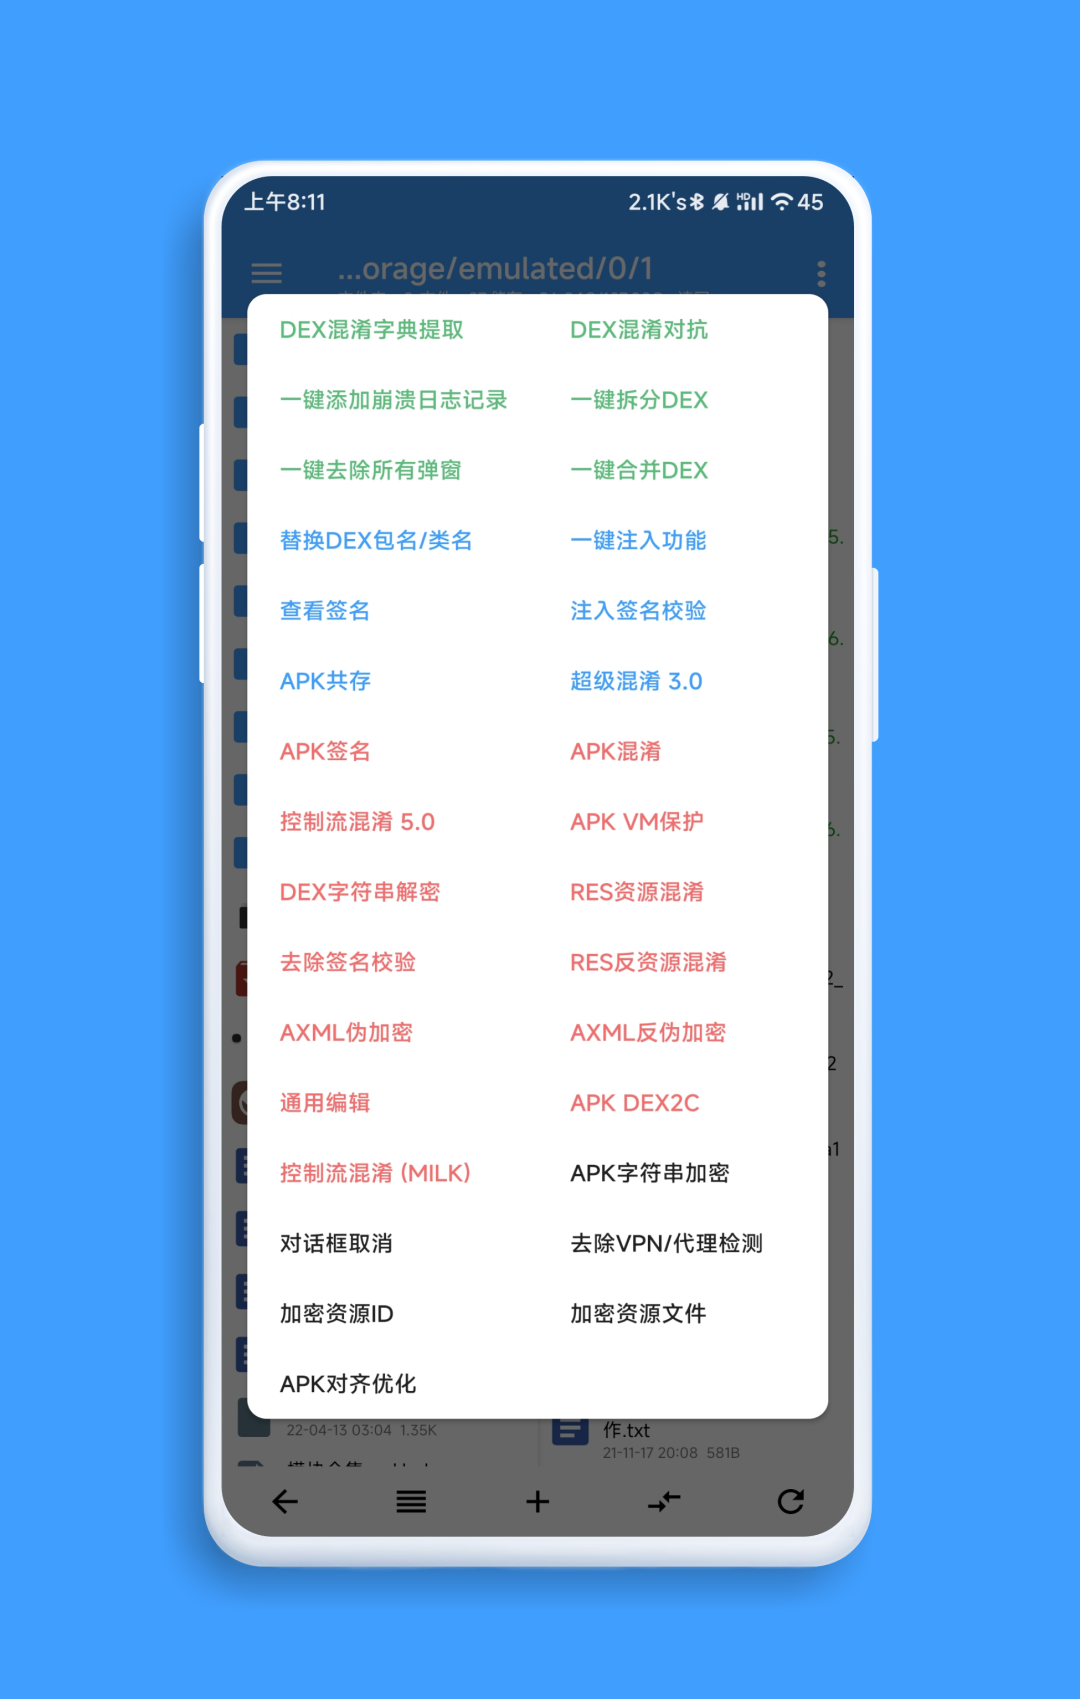 上午8:11
2.1K's HD 45
...orage/emulated/0/1
DEX混淆字典提取 DEX混淆对抗
一键添加崩溃日志记录 一键拆分DEX
一键去除所有弹窗 一键合并DEX
替换DEX包名/类名 一键注入功能
5.
查看签名 注入签名校验
6.
APK共存 超级混淆 3.0
APK签名 APK混淆
5.
控制流混淆 5.0 APK VM保护
6.
DEX字符串解密 RES资源混淆
去除签名校验 RES反资源混淆
2_
AXML伪加密 AXML反伪加密
2
通用编辑 APK DEX2C
a1
控制流混淆 (MILK) APK字符串加密
对话框取消 去除VPN/代理检测
加密资源ID 加密资源文件
APK对齐优化
22-04-13 03:04 1.35K
作.txt
21-11-17 20:08 581B